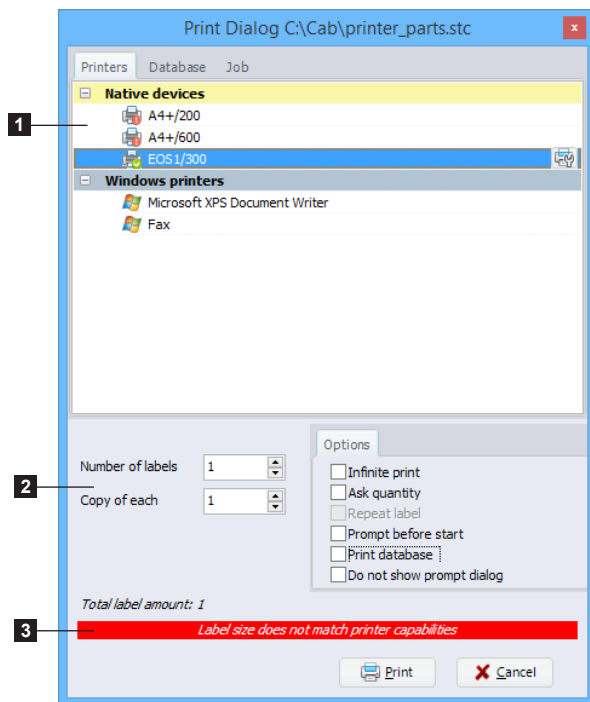 Print Dialog C:\Cab\printer_parts.stc
x
Printers Database Job
Native devices
1
A4+/200
A4+/600
EOS1/300
Windows printers
Microsoft XPS Document Writer
Fax
Options
Number of labels 1
Infinite print
Ask quantity
2
Copy of each 1
Repeat label
Prompt before start
Print database
Do not show prompt dialog
Total label amount: 1
3
Label size does not match printer capabilities
Print Cancel